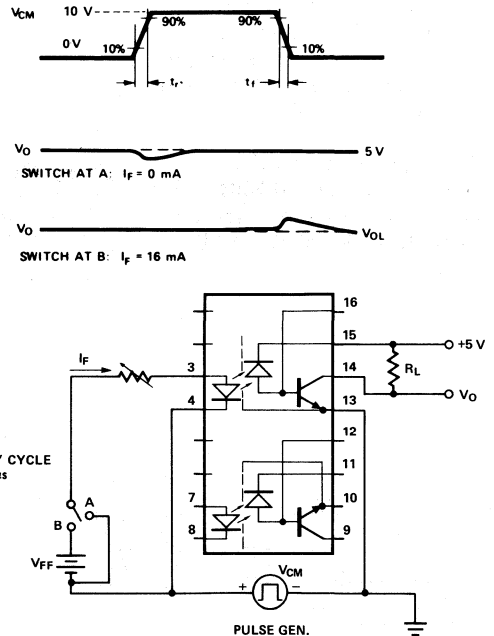 VCM
10 V
0 V
10%
90%
90%
10%
tr
tf
VO
5 V
SWITCH AT A: IF = 0 mA
VO
VOL
SWITCH AT B: IF = 16 mA
16
15
+5 V
IF
3
14
RL
4
13
VO
12
Y CYCLE
11
A
7
10
B
8
9
VFF
VCM
+
−
PULSE GEN.